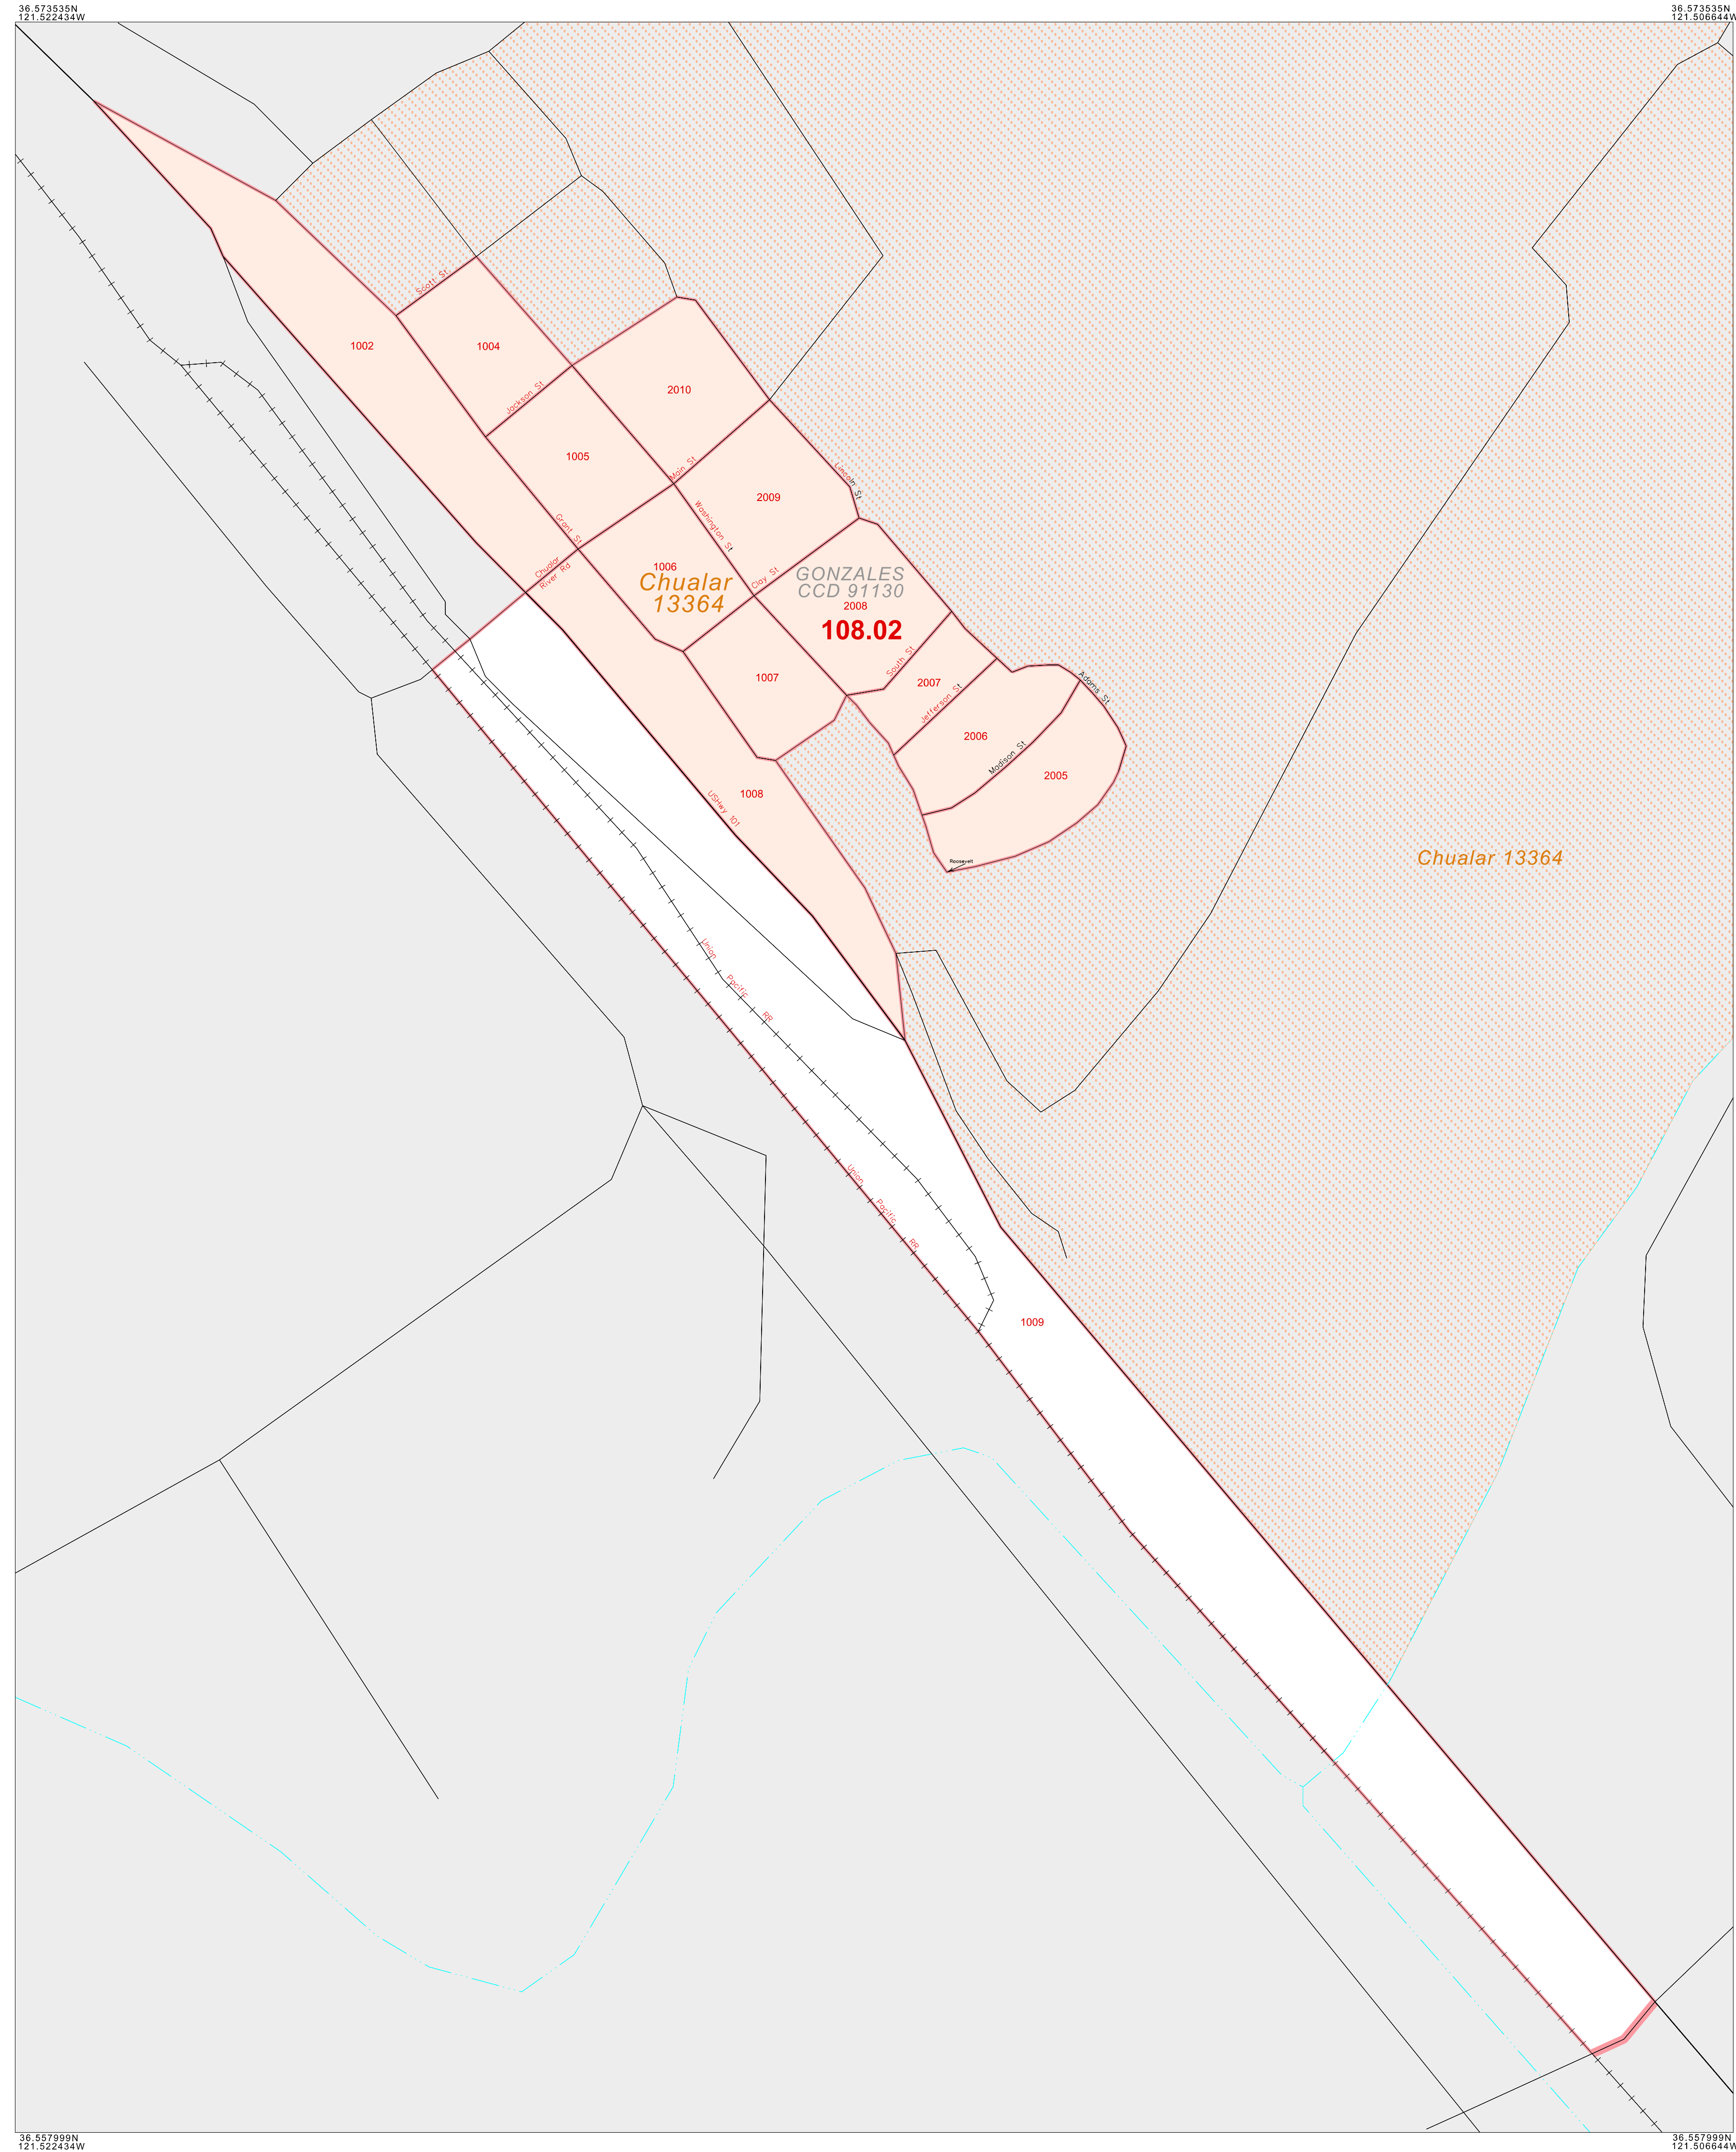 36.573535N
121.522434W
36.573535N
121.506644W
Scott St
1002
1004
Jackson St
2010
1005
Main St
Lincoln St
2009
Grant St
Washington St
Chualar
River Rd
1006
Chualar
13364
Clay St
GONZALES
CCD 91130
2008
108.02
South St
1007
2007
Jefferson St
Adams St
2006
Madison St
2005
1008
USHwy 101
Roosevelt
Chualar 13364
Union Pacific RR
Union Pacific RR
1009
36.557999N
121.522434W
36.557999N
121.506644W